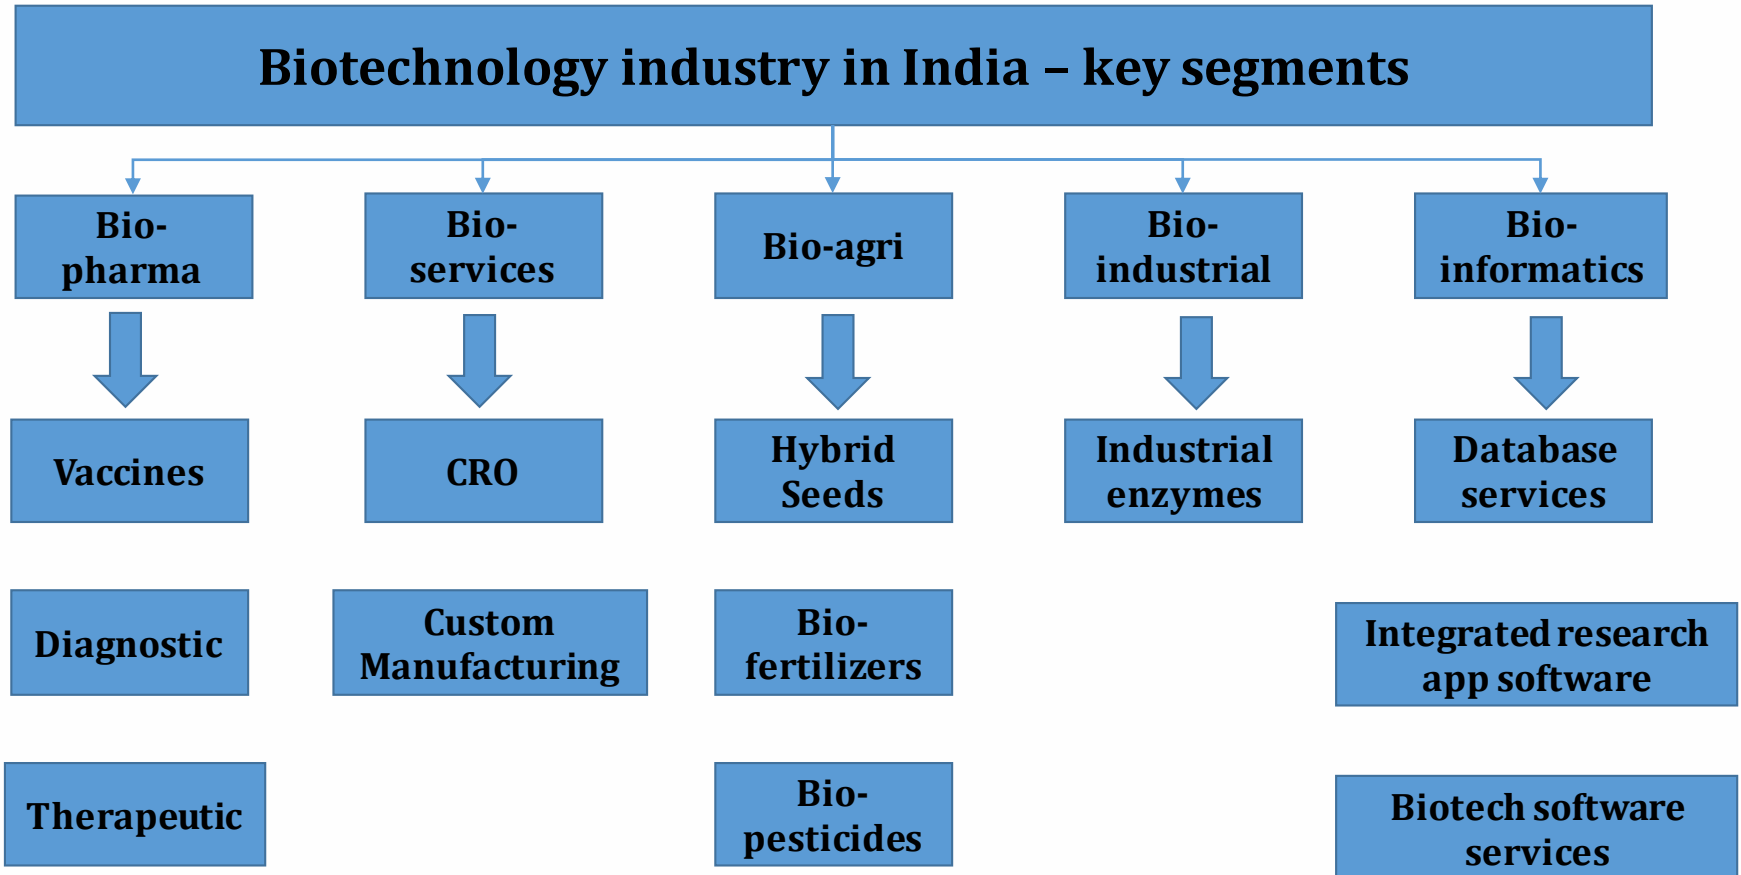 Biotechnology industry in India – key segments
Bio-
pharma
Bio-
services
Bio-agri
Bio-
industrial
Bio-
informatics
Vaccines
CRO
Hybrid
Seeds
Industrial
enzymes
Database
services
Diagnostic
Custom
Manufacturing
Bio-
fertilizers
Integrated research
app software
Therapeutic
Bio-
pesticides
Biotech software
services